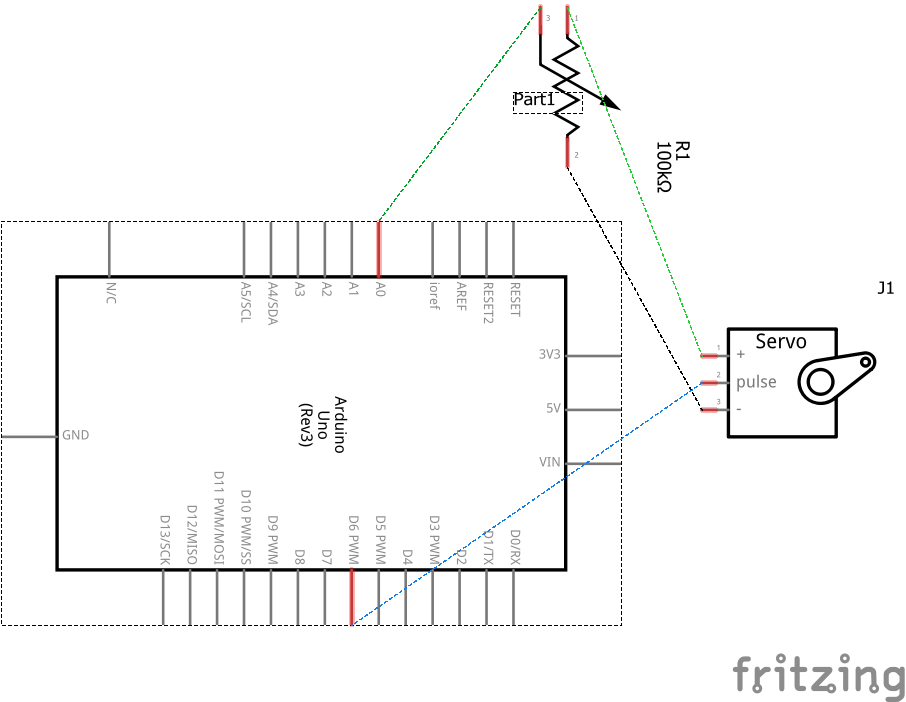 3
1
Part1
2
R1
100kΩ
N/C
A5/SCL
A4/SDA
A3
A2
A1
A0
ioref
AREF
RESET2
RESET
J1
3V3
5V
VIN
GND
Arduino
Uno
(Rev3)
Servo
1
+
2
pulse
3
-
D13/SCK
D12/MISO
D11 PWM/MOSI
D10 PWM/SS
D9 PWM
D8
D7
D6 PWM
D5 PWM
D4
D3 PWM
D2
D1/TX
D0/RX
fritzing